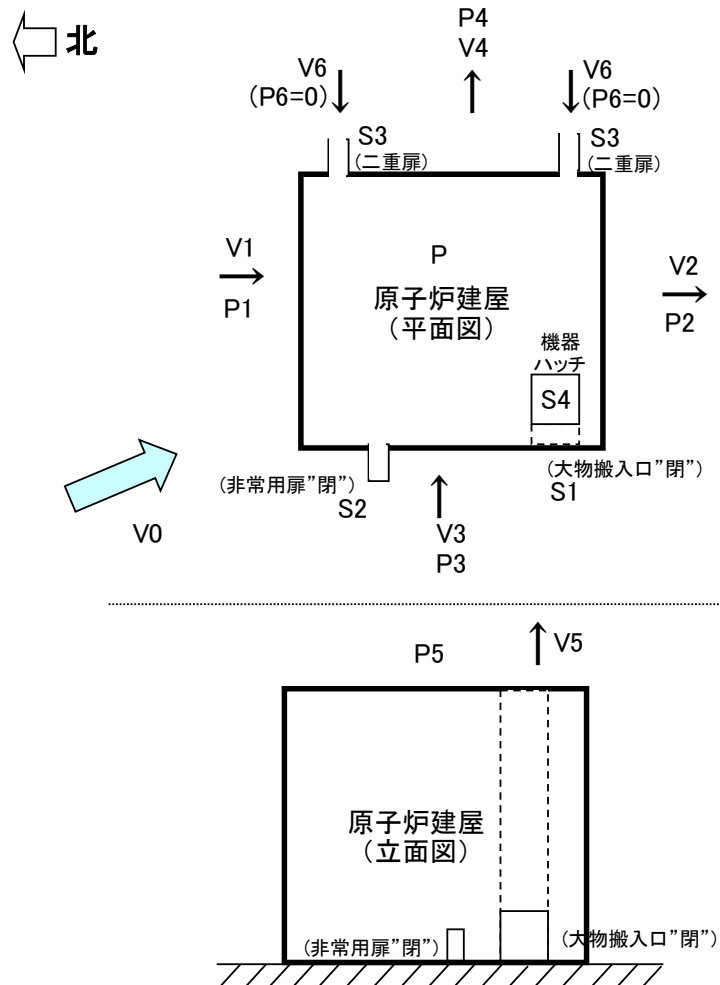 北
P4
V4
V6
(P6=0)
V6
(P6=0)
S3
(二重扉)
S3
(二重扉)
V1
P1
P
原子炉建屋
(平面図)
V2
P2
機器
ハッチ
S4
(非常用扉”閉”)
S2
(大物搬入口”閉”)
S1
V0
V3
P3
P5
V5
原子炉建屋
(立面図)
(非常用扉“閉”)
(大物搬入口”閉”)